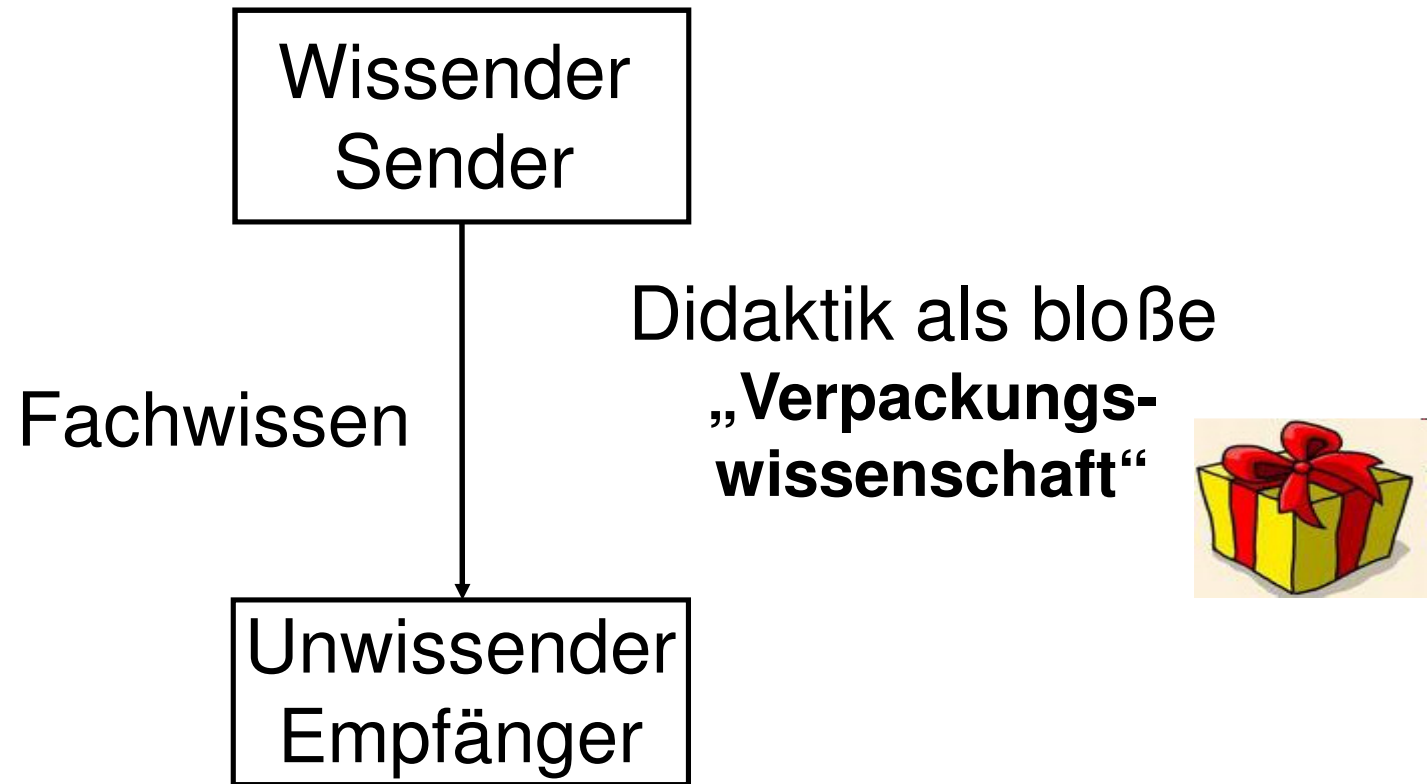 Wissender
Sender
Didaktik als bloße
„Verpackungs-
wissenschaft“
Fachwissen
Unwissender
Empfänger